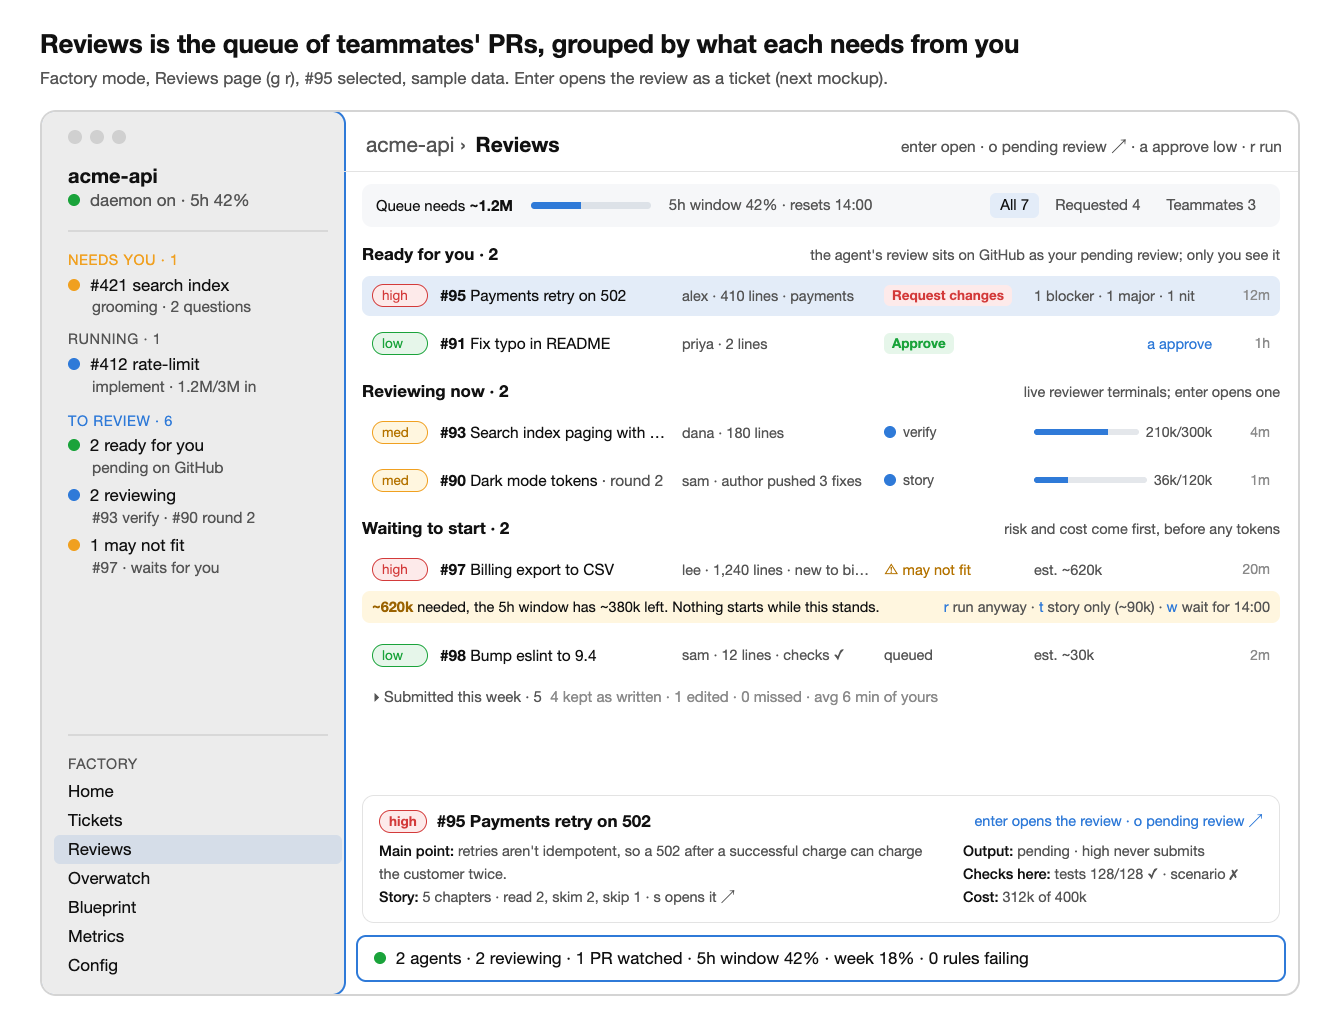 Reviews is the queue of teammates' PRs, grouped by what each needs from you
Factory mode, Reviews page (g r), #95 selected, sample data. Enter opens the review as a ticket (next mockup).
acme-api
daemon on · 5h 42%
NEEDS YOU · 1
#421 search index
grooming · 2 questions
RUNNING · 1
#412 rate-limit
implement · 1.2M/3M in
TO REVIEW · 6
2 ready for you
pending on GitHub
2 reviewing
#93 verify · #90 round 2
1 may not fit
#97 · waits for you
FACTORY
Home
Tickets
Reviews
Overwatch
Blueprint
Metrics
Config
acme-api › Reviews
enter open · o pending review ↗ · a approve low · r run
Queue needs ~1.2M 5h window 42% · resets 14:00 All 7 Requested 4 Teammates 3
Ready for you · 2 the agent's review sits on GitHub as your pending review; only you see it
high #95 Payments retry on 502 alex · 410 lines · payments Request changes 1 blocker · 1 major · 1 nit 12m
low #91 Fix typo in README priya · 2 lines Approve a approve 1h
Reviewing now · 2 live reviewer terminals; enter opens one
med #93 Search index paging with … dana · 180 lines verify 210k/300k 4m
med #90 Dark mode tokens · round 2 sam · author pushed 3 fixes story 36k/120k 1m
Waiting to start · 2 risk and cost come first, before any tokens
high #97 Billing export to CSV lee · 1,240 lines · new to bi… ⚠ may not fit est. ~620k 20m
~620k needed, the 5h window has ~380k left. Nothing starts while this stands. r run anyway · t story only (~90k) · w wait for 14:00
low #98 Bump eslint to 9.4 sam · 12 lines · checks ✓ queued est. ~30k 2m
Submitted this week · 5 4 kept as written · 1 edited · 0 missed · avg 6 min of yours
high #95 Payments retry on 502 enter opens the review · o pending review ↗
Main point: retries aren't idempotent, so a 502 after a successful charge can charge
the customer twice.
Story: 5 chapters · read 2, skim 2, skip 1 · s opens it ↗
Output: pending · high never submits
Checks here: tests 128/128 ✓ · scenario ✗
Cost: 312k of 400k
2 agents · 2 reviewing · 1 PR watched · 5h window 42% · week 18% · 0 rules failing